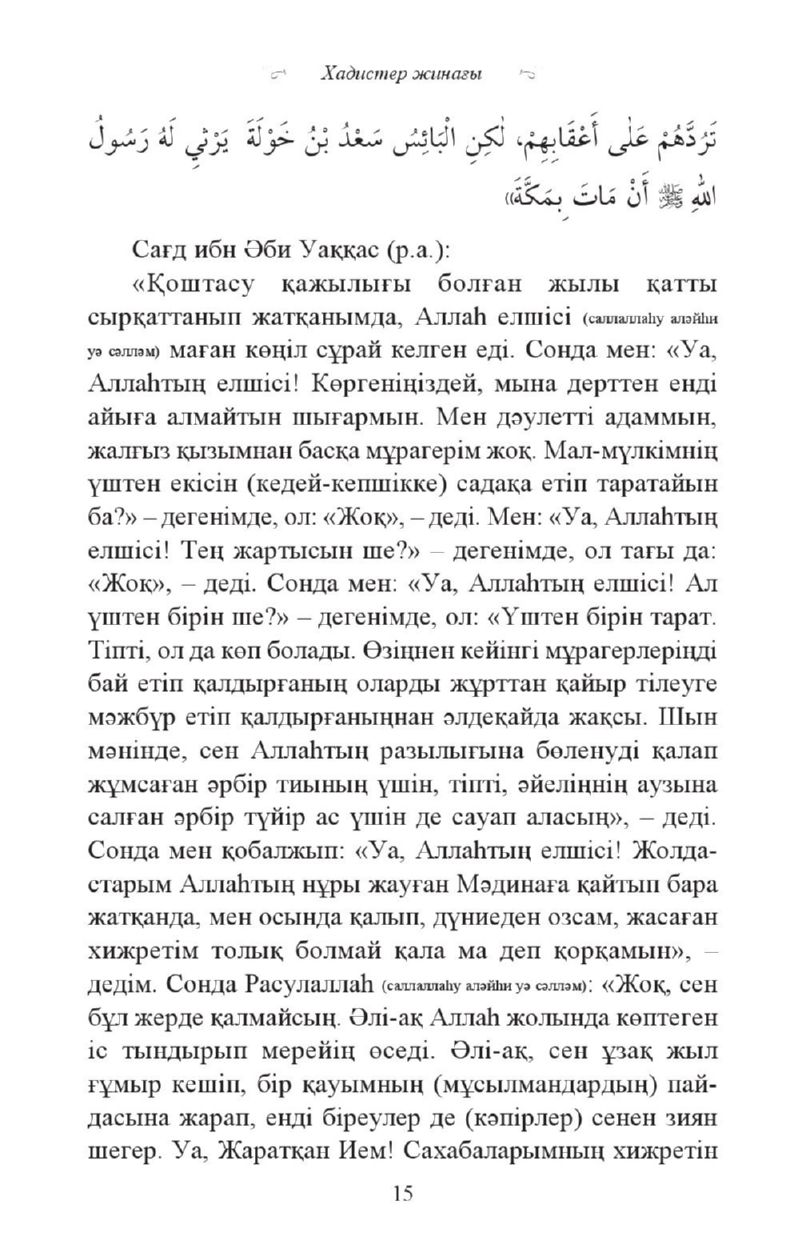 Хадистер жинағы
تَرُدَّهُمْ عَلٰى أَعْقَابِهِمْ، لٰكِنِ الْبَائِسُ سَعْدُ بْنُ خَوْلَةَ يَرْثِي لَهُ رَسُولُ
اللهِ ﷺ أَنْ مَاتَ بِمَكَّةَ»
Сағд ибн Әби Уаққас (р.а.):
«Қоштасу қажылығы болған жылы қатты
сырқаттанып жатқанымда, Аллаһ елшісі (саллаллаһу аләйһи
уә сәлләм) маған көңіл сұрай келген еді. Сонда мен: «Уа,
Аллаһтың елшісі! Көргеніңіздей, мына дерттен енді
айыға алмайтын шығармын. Мен дәулетті адаммын,
жалғыз қызымнан басқа мұрагерім жоқ. Мал-мүлкімнің
үштен екісін (кедей-кепшікке) садақа етіп таратайын
ба?» – дегенімде, ол: «Жоқ», – деді. Мен: «Уа, Аллаһтың
елшісі! Тең жартысын ше?» – дегенімде, ол тағы да:
«Жоқ», – деді. Сонда мен: «Уа, Аллаһтың елшісі! Ал
үштен бірін ше?» – дегенімде, ол: «Үштен бірін тарат.
Тіпті, ол да көп болады. Өзіңнен кейінгі мұрагерлеріңді
бай етіп қалдырғаның оларды жұрттан қайыр тілеуге
мәжбүр етіп қалдырғаныңнан әлдеқайда жақсы. Шын
мәнінде, сен Аллаһтың разылығына бөленуді қалап
жұмсаған әрбір тиының үшін, тіпті, әйеліңнің аузына
салған әрбір түйір ас үшін де сауап аласың», – деді.
Сонда мен қобалжып: «Уа, Аллаһтың елшісі! Жолда-
старым Аллаһтың нұры жауған Мәдинаға қайтып бара
жатқанда, мен осында қалып, дүниеден озсам, жасаған
хижретім толық болмай қала ма деп қорқамын», –
дедім. Сонда Расулаллаһ (саллаллаһу аләйһи уә сәлләм): «Жоқ, сен
бұл жерде қалмайсың. Әлі-ақ Аллаһ жолында көптеген
іс тындырып мерейің өседі. Әлі-ақ, сен ұзақ жыл
ғұмыр кешіп, бір қауымның (мұсылмандардың) пай-
дасына жарап, енді біреулер де (кәпірлер) сенен зиян
шегер. Уа, Жаратқан Ием! Сахабаларымның хижретін
15